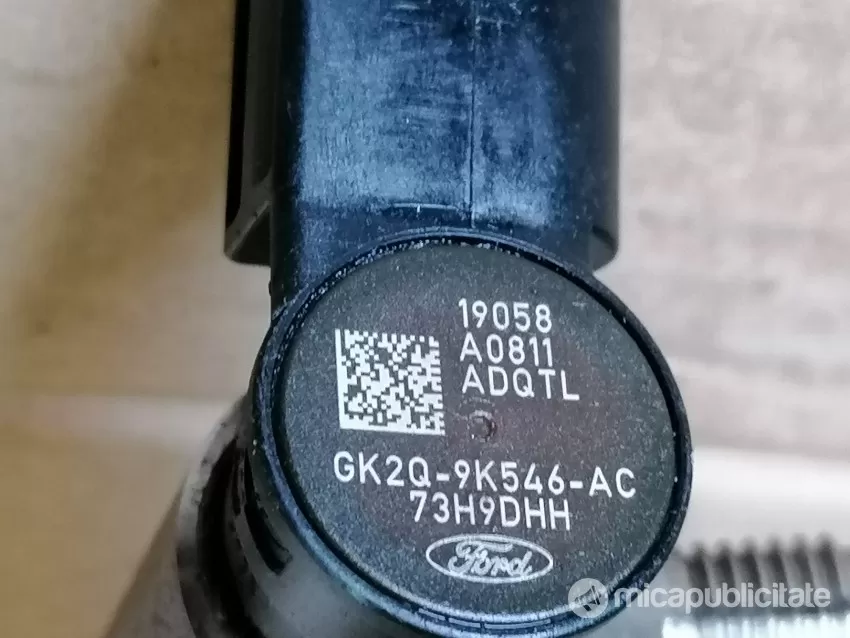 19058
A0811
ADQTL
GK2Q-9K546-AC
73H9DHH
Ford
micapublicitate